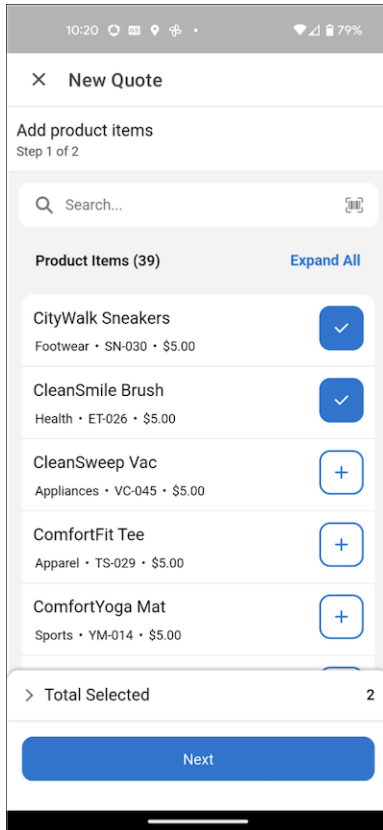 10:20 79%
New Quote
Add product items
Step 1 of 2
Search...
Product Items (39) Expand All
CityWalk Sneakers
Footwear • SN-030 • $5.00
CleanSmile Brush
Health • ET-026 • $5.00
CleanSweep Vac
Appliances • VC-045 • $5.00
ComfortFit Tee
Apparel • TS-029 • $5.00
ComfortYoga Mat
Sports • YM-014 • $5.00
Total Selected 2
Next